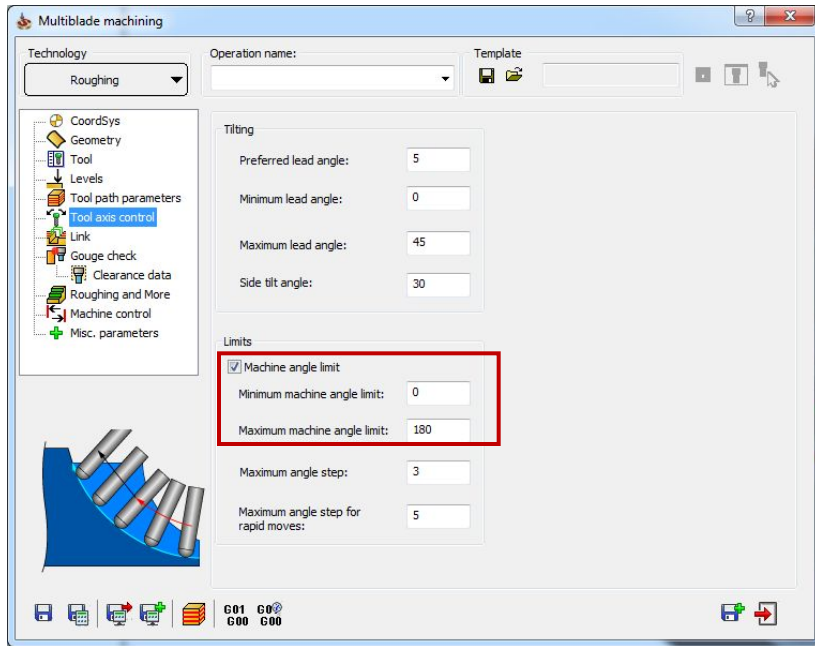 Multiblade machining
Technology
Operation name:
Template
Roughing
CoordSys
Geometry
Tool
Levels
Tool path parameters
Tool axis control
Link
Gouge check
Clearance data
Roughing and More
Machine control
Misc. parameters
Tilting
Preferred lead angle: 5
Minimum lead angle: 0
Maximum lead angle: 45
Side tilt angle: 30
Limits
Machine angle limit
Minimum machine angle limit: 0
Maximum machine angle limit: 180
Maximum angle step: 3
Maximum angle step for
rapid moves: 5
G01 G0
G00 G00